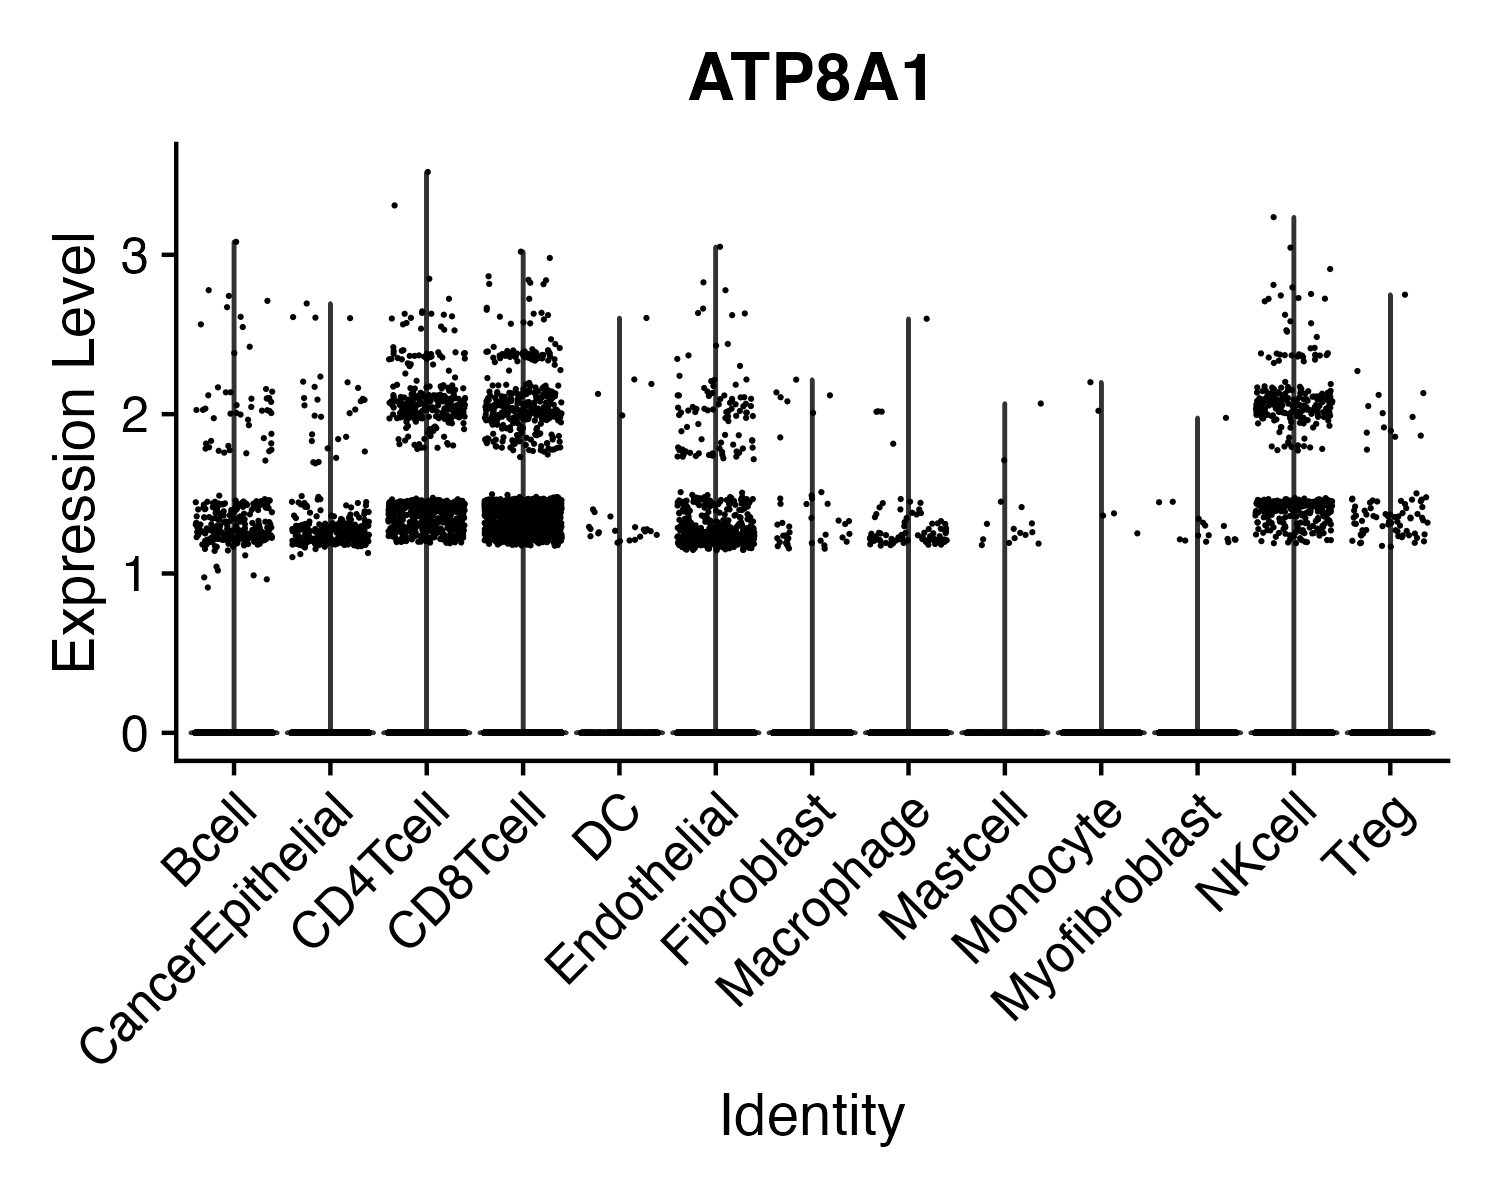 ATP8A1
Expression Level
3
2
1
0
Bcell
CancerEpithelial
CD4Tcell
CD8Tcell
DC
Endothelial
Fibroblast
Macrophage
Mastcell
Monocyte
Myofibroblast
NKcell
Treg
Identity